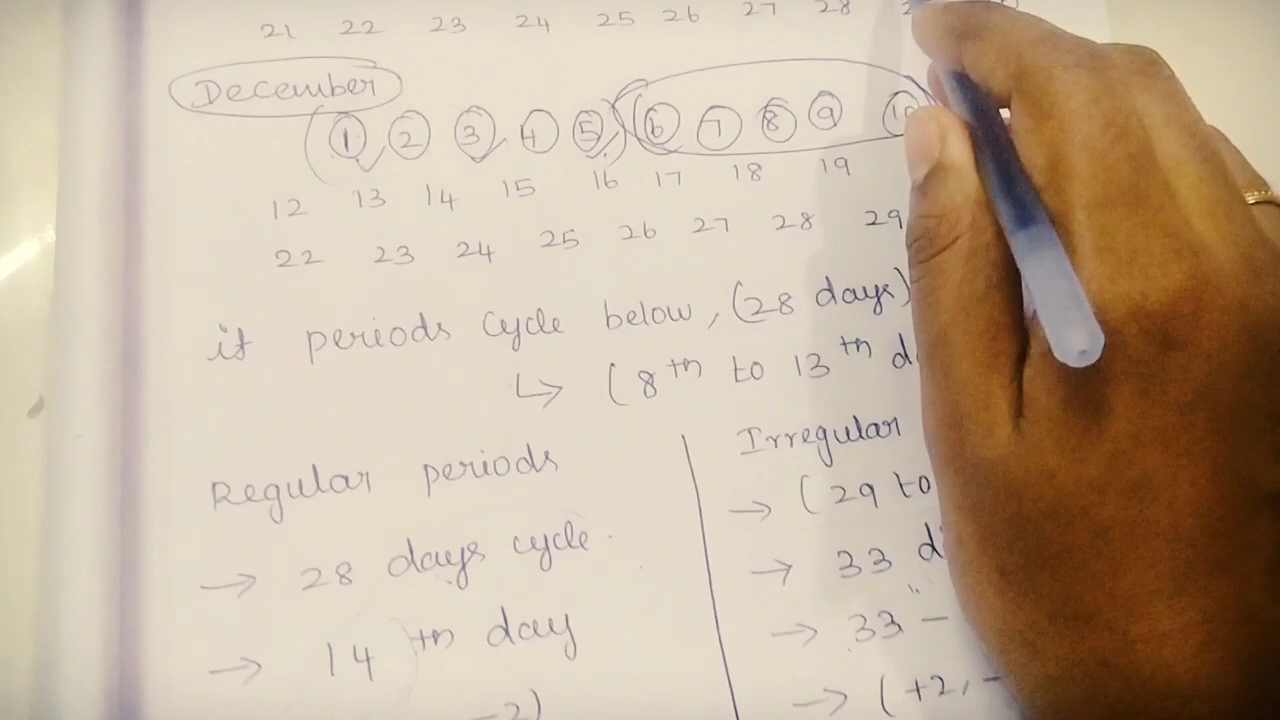 21 22 23 24 25 26 27 28
December
1 2 3 4 5 6 7 8 9 10
12 13 14 15 16 17 18 19
22 23 24 25 26 27 28 29
if periods cycle below, (28 days)
↳ (8th to 13th
Regular periods
→ 28 days cycle.
→ 14th day
-2)
Irregular
→ (29 to
→ 33
→ 33 -
→ (+2, -